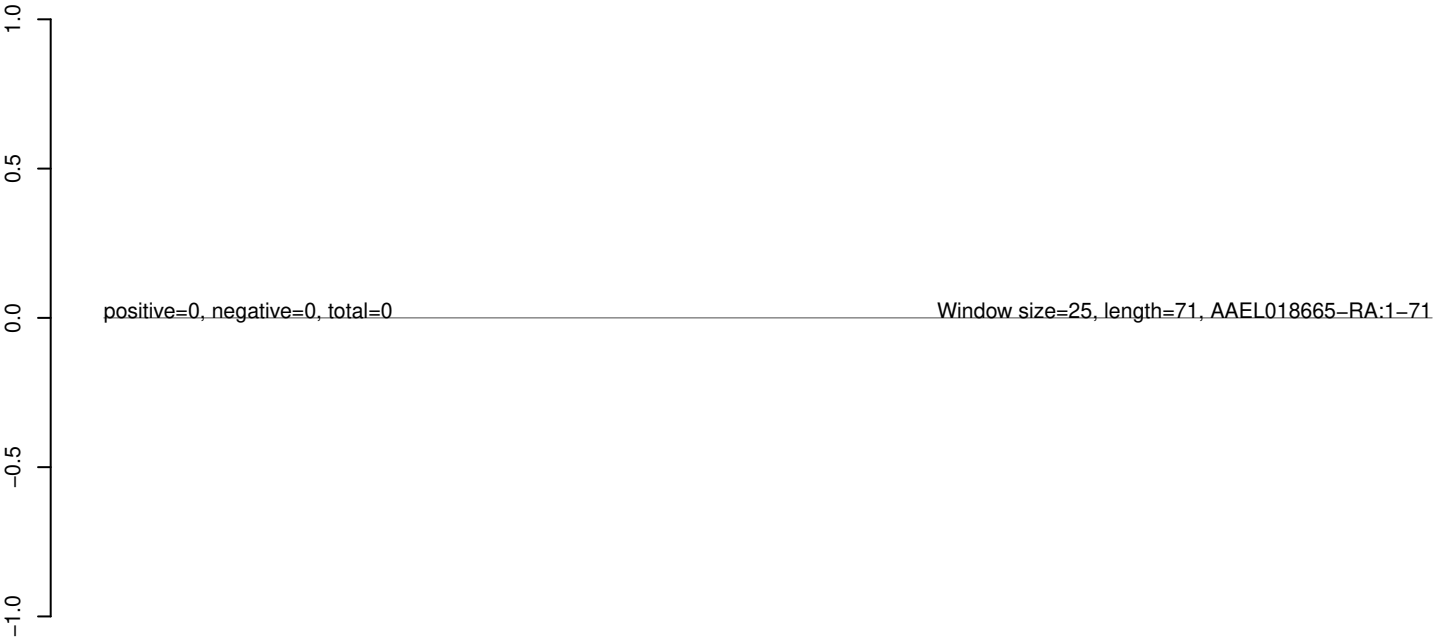 1.0
0.5
0.0
−0.5
−1.0
positive=0, negative=0, total=0
Window size=25, length=71, AAEL018665−RA:1−71